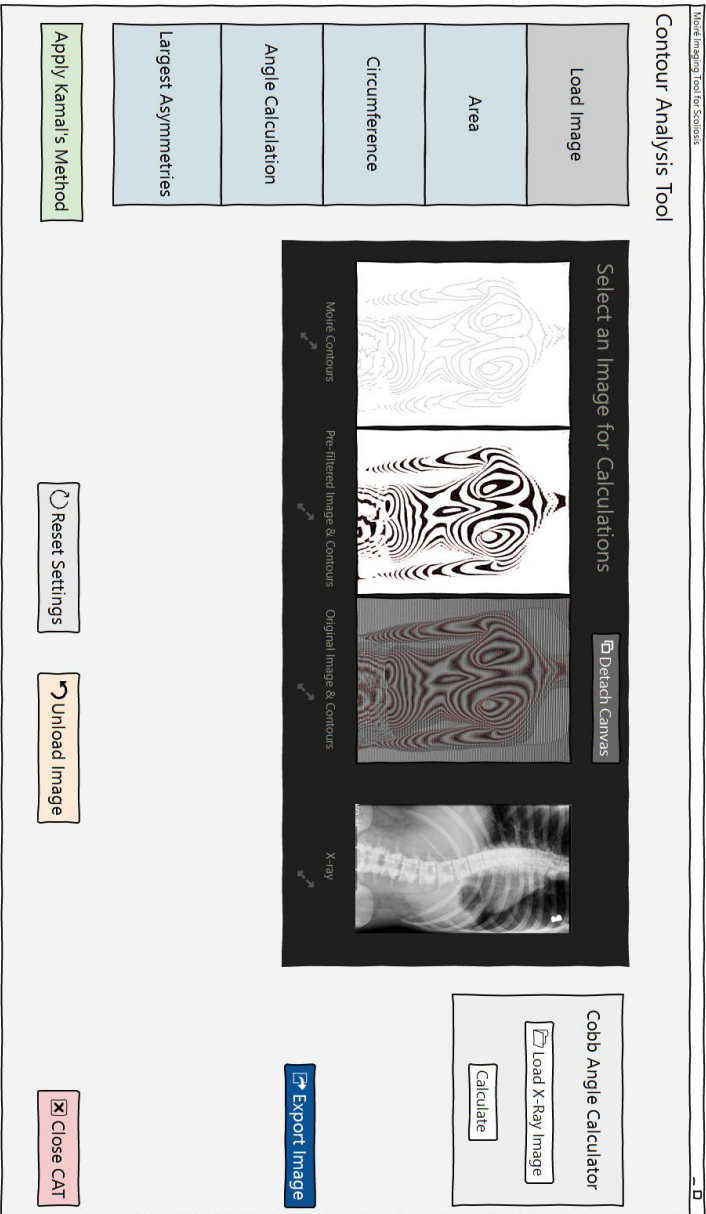 Moiré Imaging Tool for Scoliosis
Contour Analysis Tool
Load Image
Area
Circumference
Angle Calculation
Largest Asymmetries
Apply Kamal's Method
Select an Image for Calculations
Detach Canvas
Moiré Contours
Pre-filtered Image & Contours
Original Image & Contours
X-ray
Cobb Angle Calculator
Load X-Ray Image
Calculate
Export Image
Reset Settings
Unload Image
Close CAT